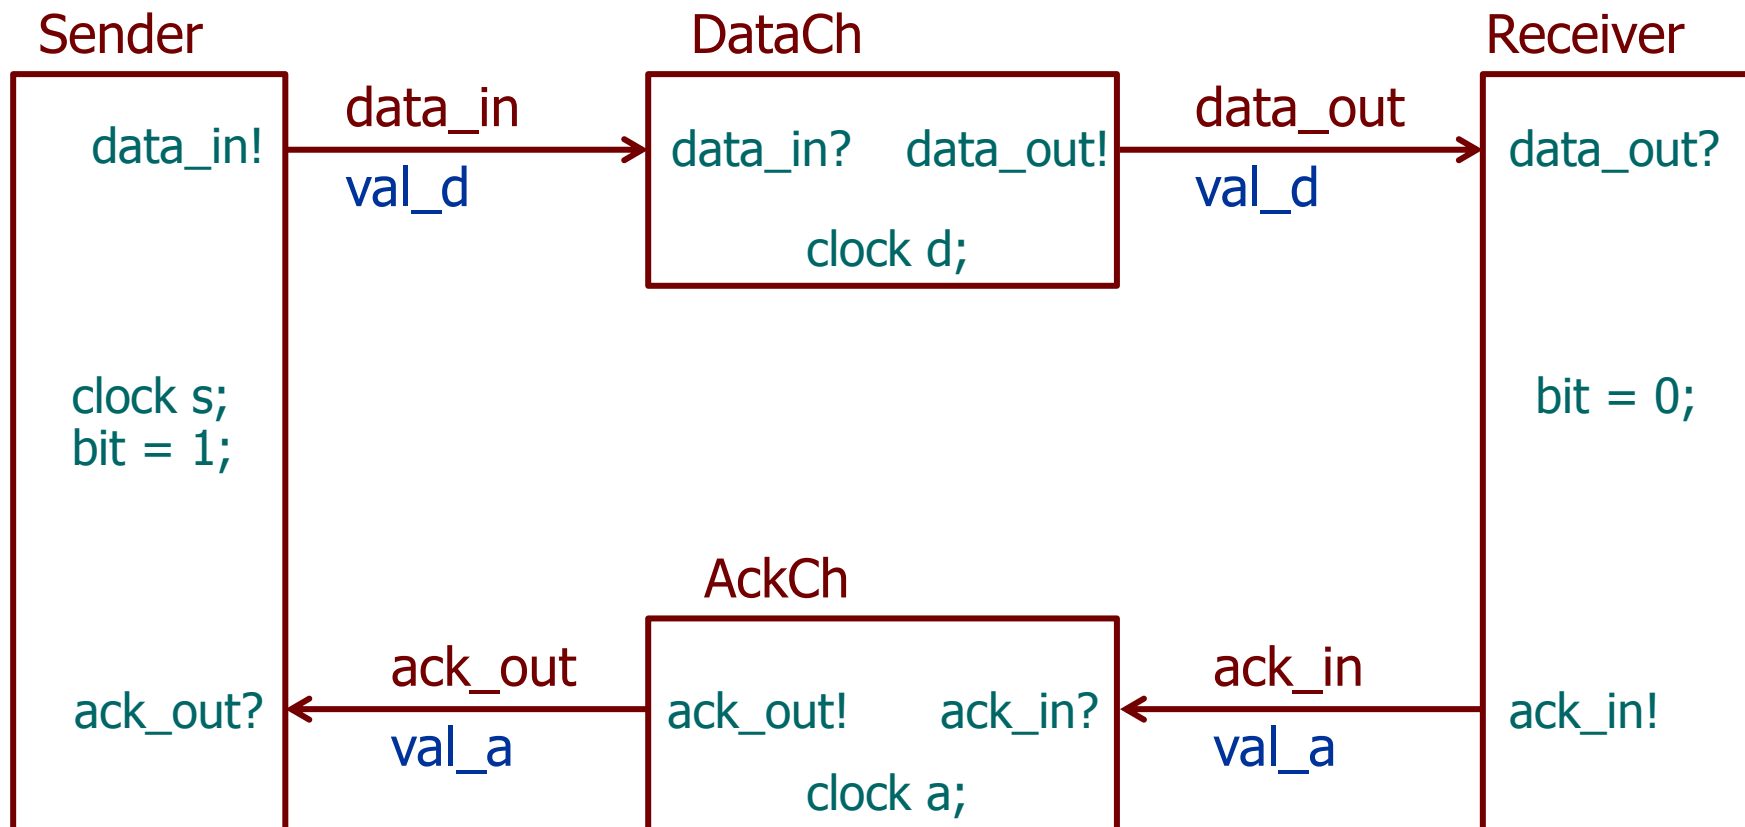 Sender
DataCh
Receiver
data_in!
data_in
val_d
data_in?
data_out!
data_out
val_d
data_out?
clock d;
clock s;
bit = 1;
bit = 0;
AckCh
ack_out?
ack_out
val_a
ack_out!
ack_in?
ack_in
val_a
ack_in!
clock a;